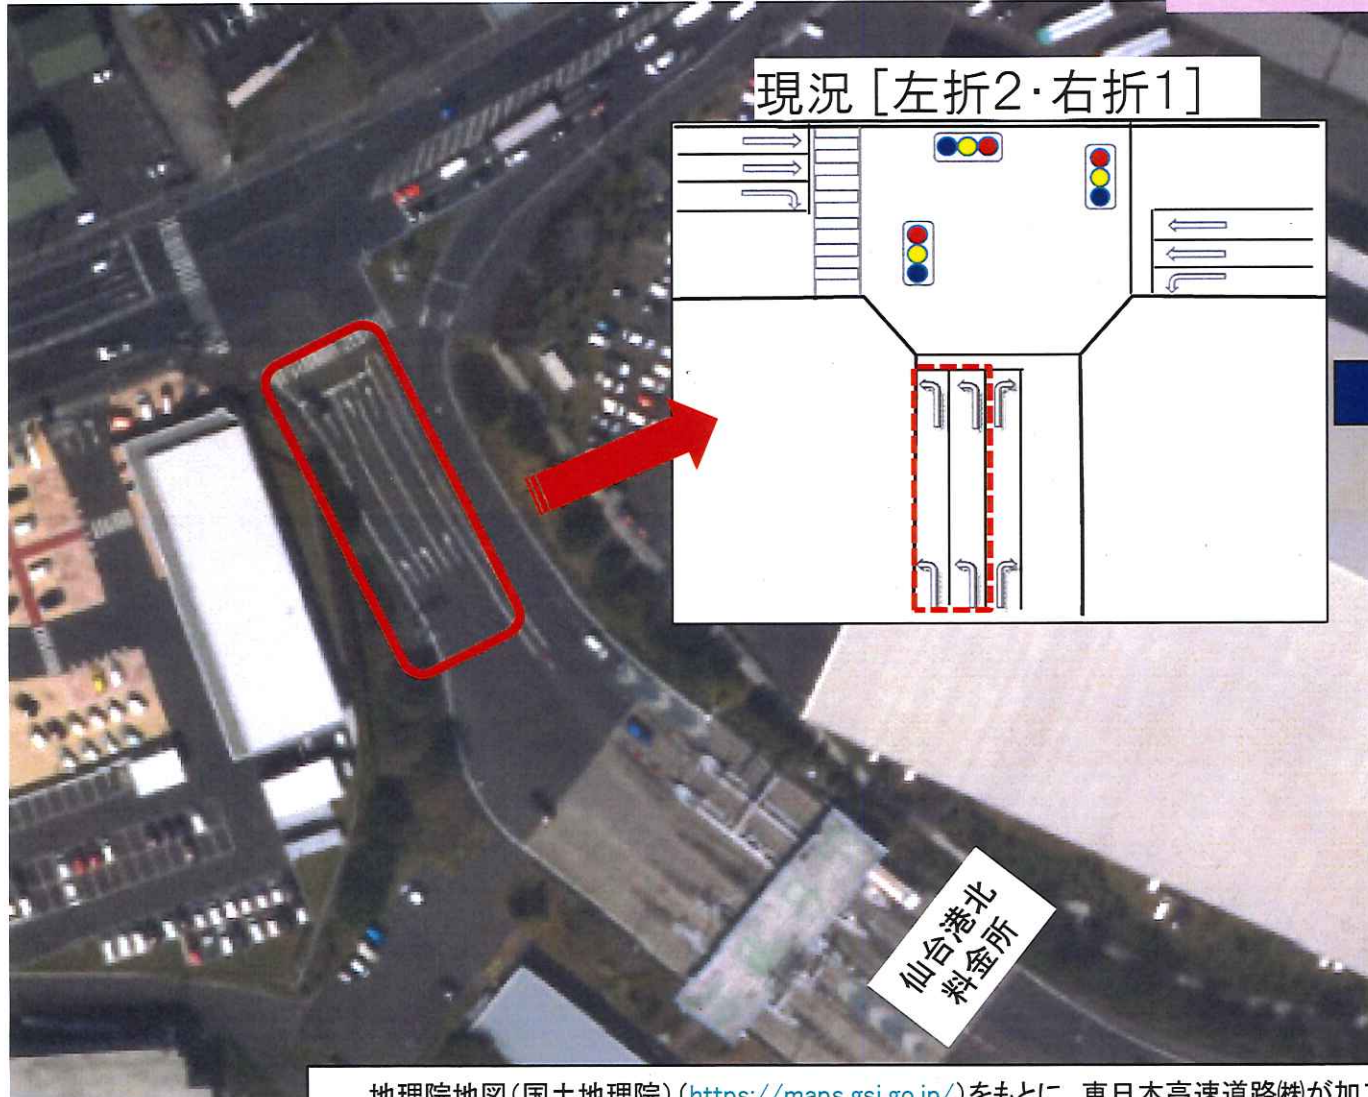 現況［左折2・右折1］
仙台港北
料金所
地理院地図(国土地理院)(https://maps.gsi.go.jp/)をもとに、東日本高速道路㈱が加